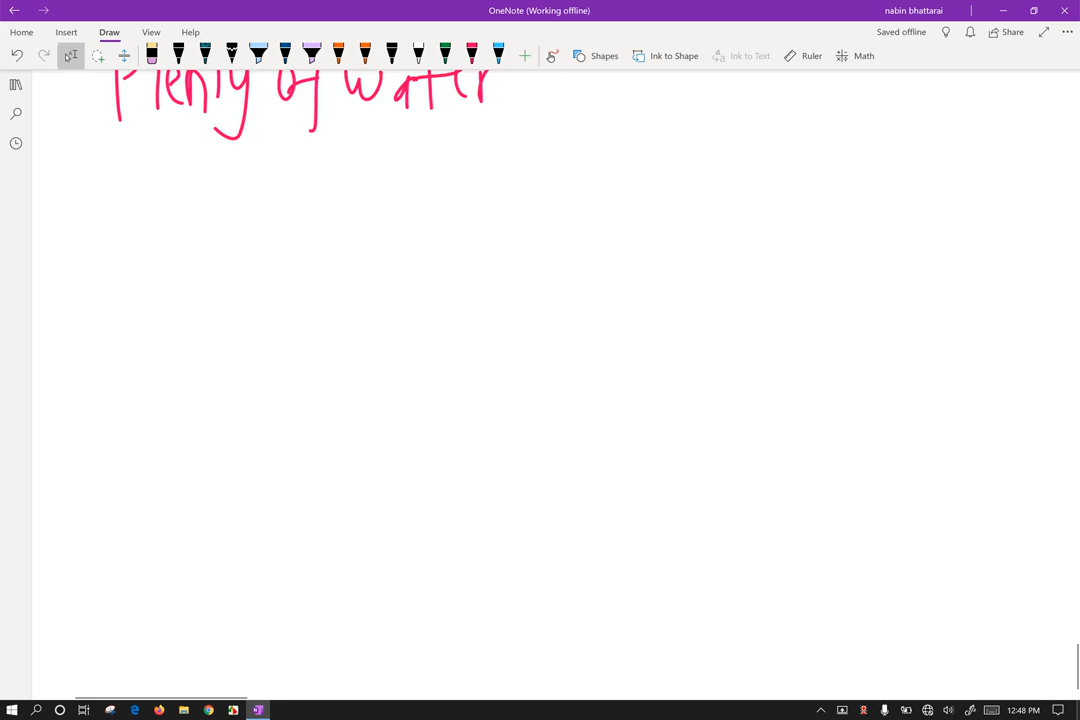 OneNote (Working offline)
nabin bhattarai
Home Insert Draw View Help
Saved offline
Share
Shapes
Ink to Shape
Ink to Text
Ruler
Math
Plenty of water
12:48 PM